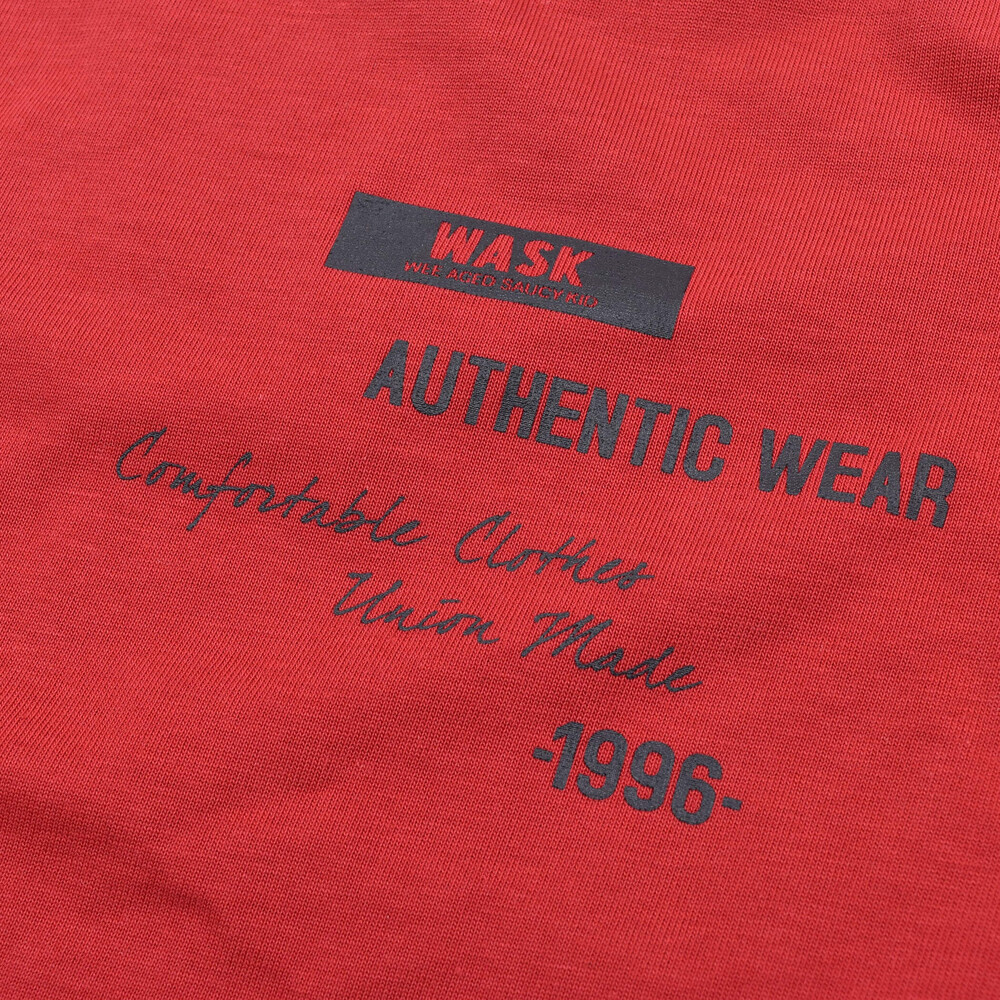 WASK
WEE AGED SAUCY KID
AUTHENTIC WEAR
Comfortable Clothes
Union Made
-1996-